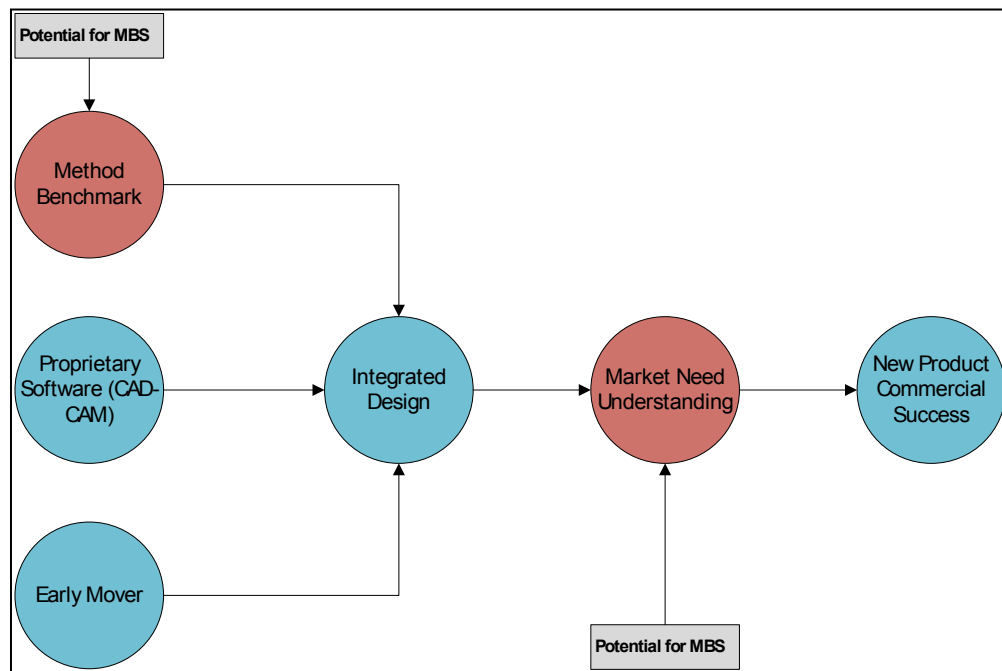 Potential for MBS
Method
Benchmark
Proprietary
Software (CAD-
CAM)
Integrated
Design
Market Need
Understanding
New Product
Commercial
Success
Early Mover
Potential for MBS